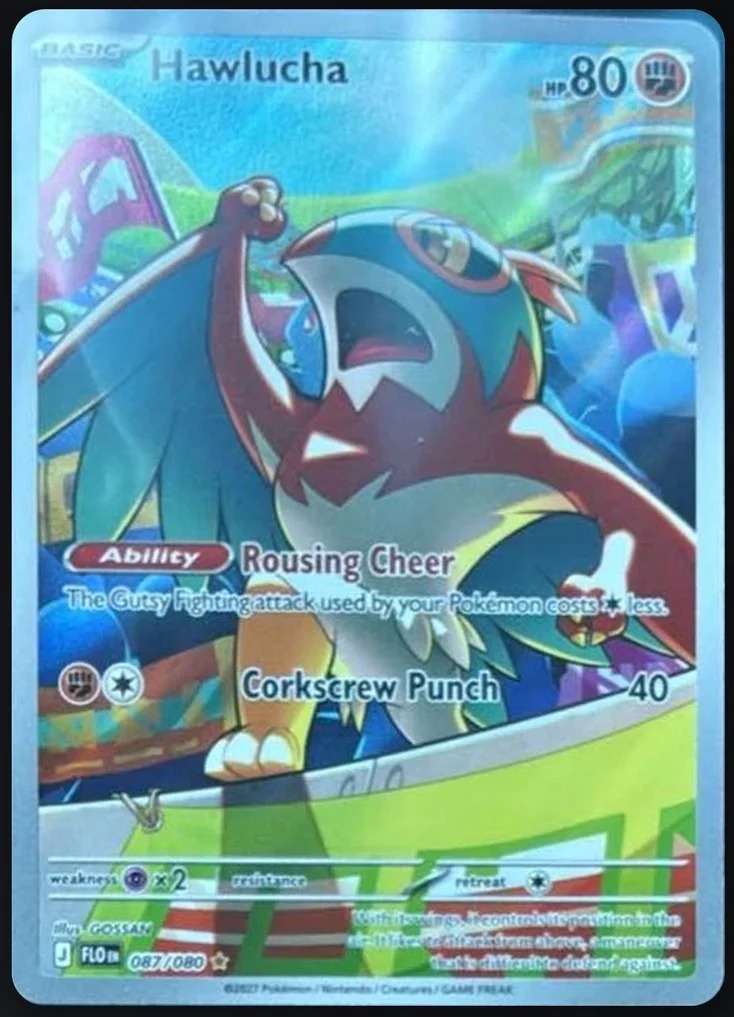 BASIC
Hawlucha
HP 80
Ability Rousing Cheer
The Gutsy Fighting attack used by your Pokémon costs less.
Corkscrew Punch 40
weakness ×2 resistance retreat
Illus. GOSSAN
With its wings, it controls its position in the
air. It likes to attack from above, a maneuver
that's difficult to defend against.
J FLO EN 087/080
©2027 Pokémon / Nintendo / Creatures / GAME FREAK